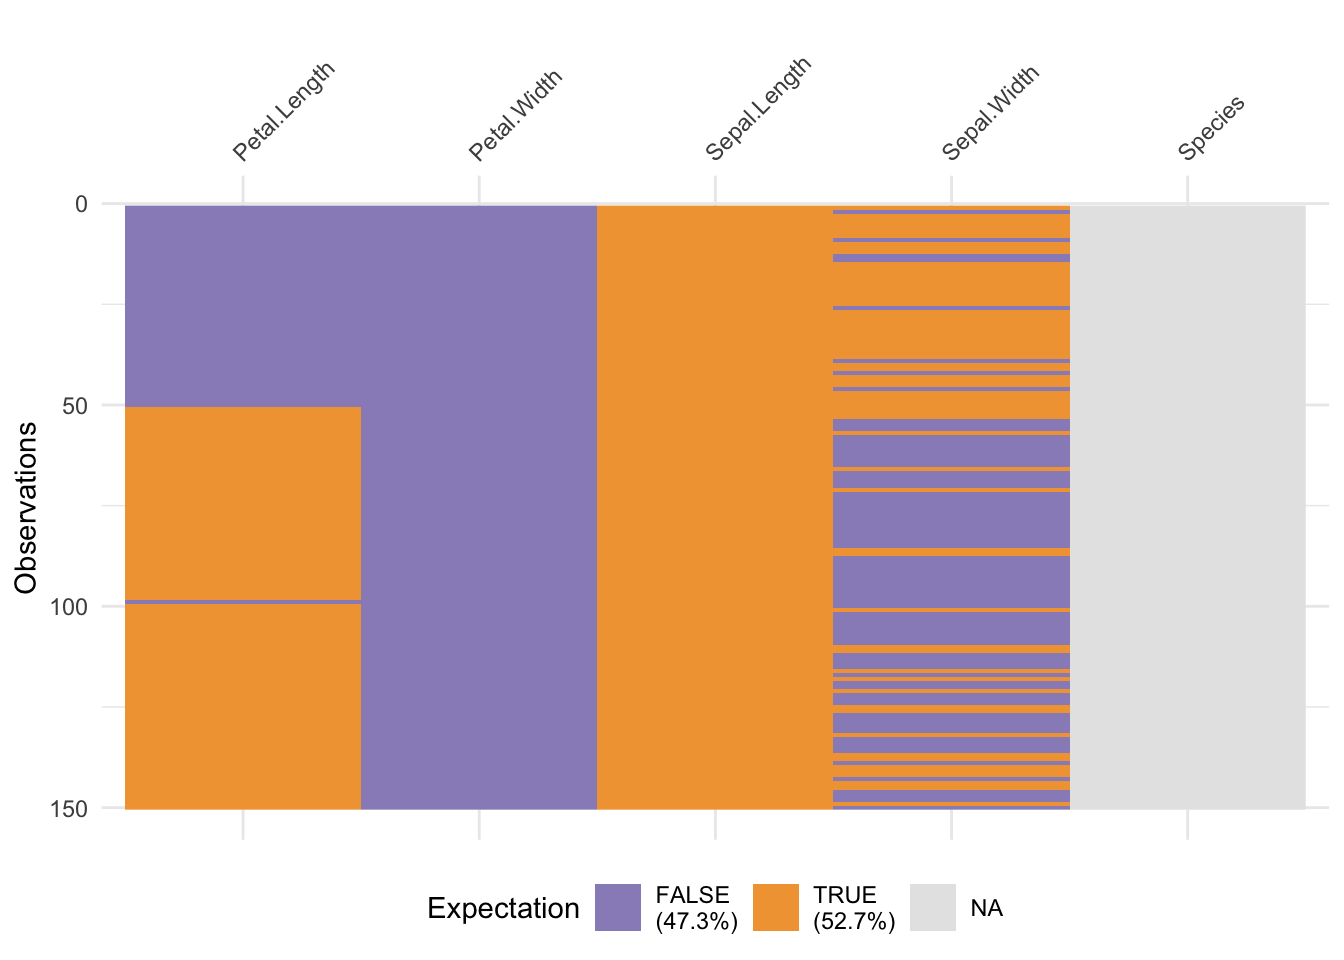 Petal.Length
Petal.Width
Sepal.Length
Sepal.Width
Species
0
50
100
150
Observations
Expectation
FALSE
(47.3%)
TRUE
(52.7%)
NA